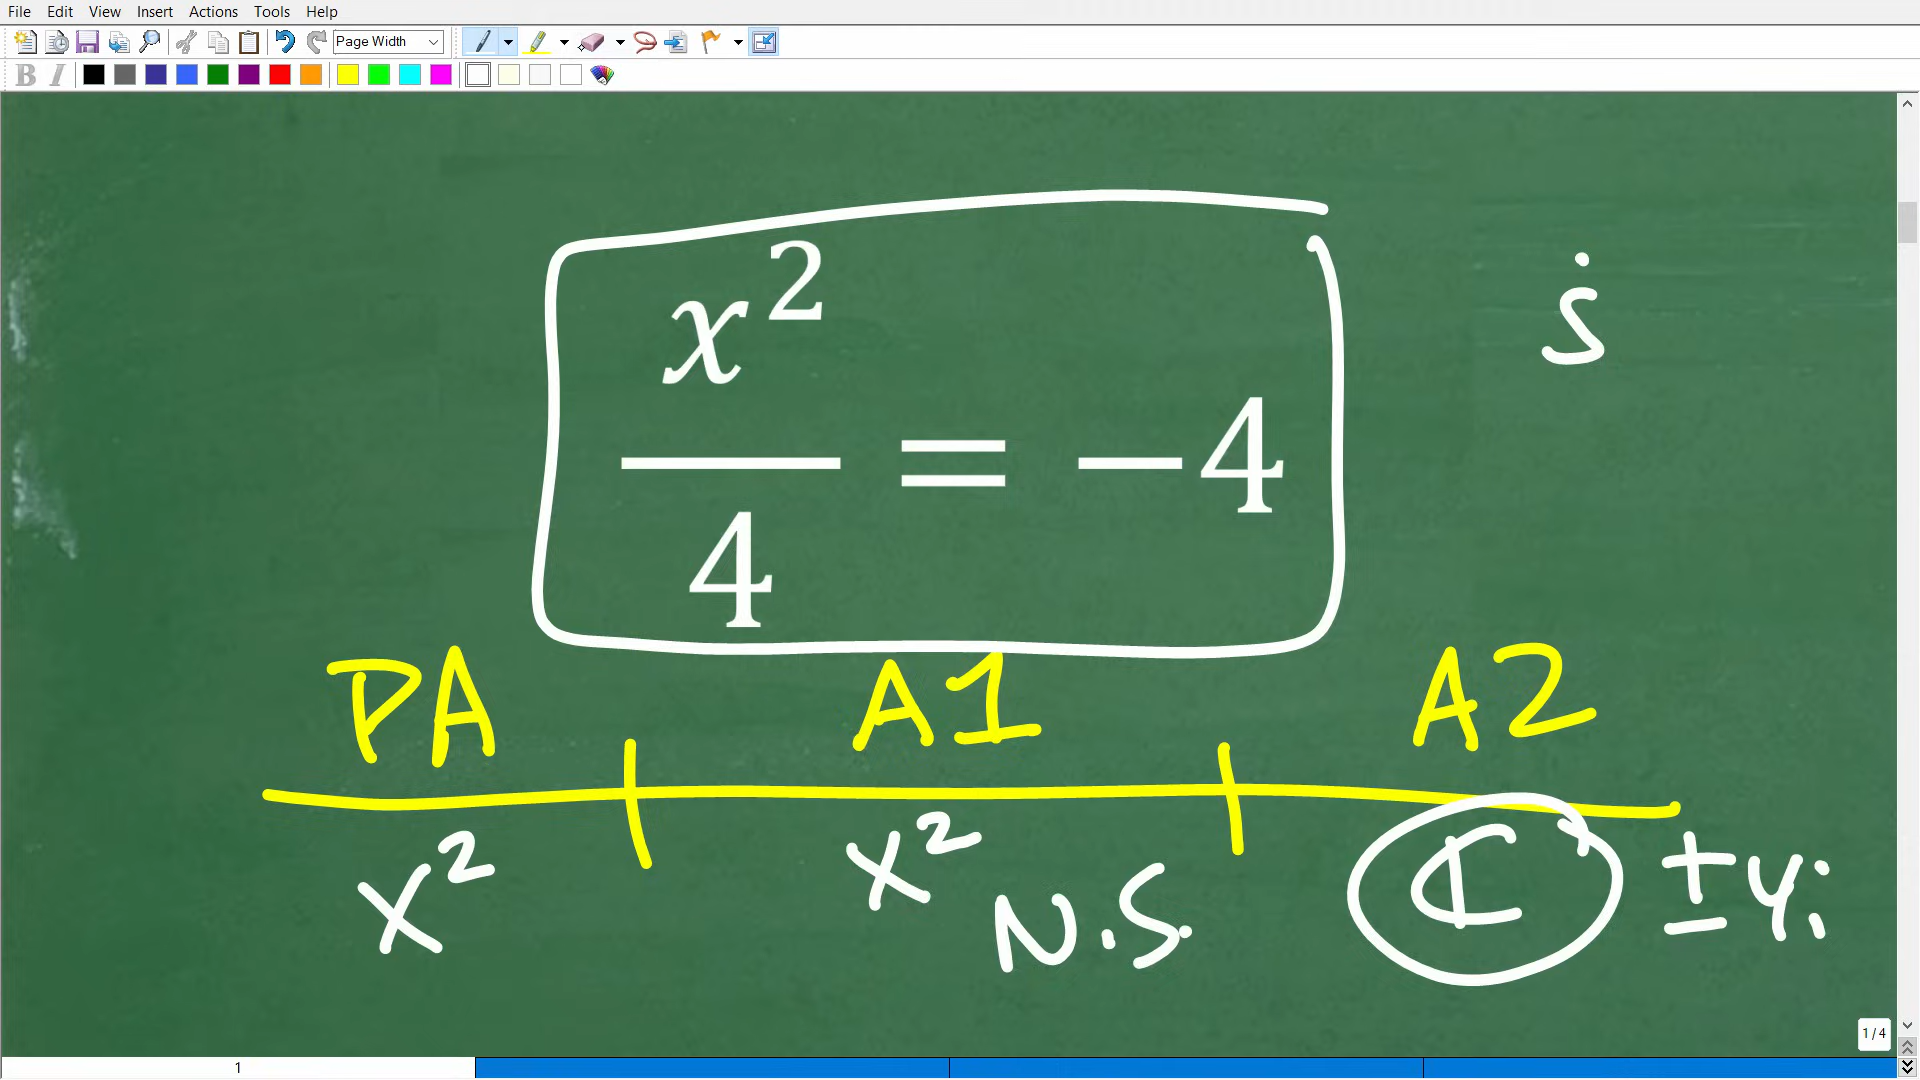 File Edit View Insert Actions Tools Help
Page Width
B I
x²
— = −4
4
i
PA A1 A2
x² x² N.S. ℂ ±4i
1 / 4
1